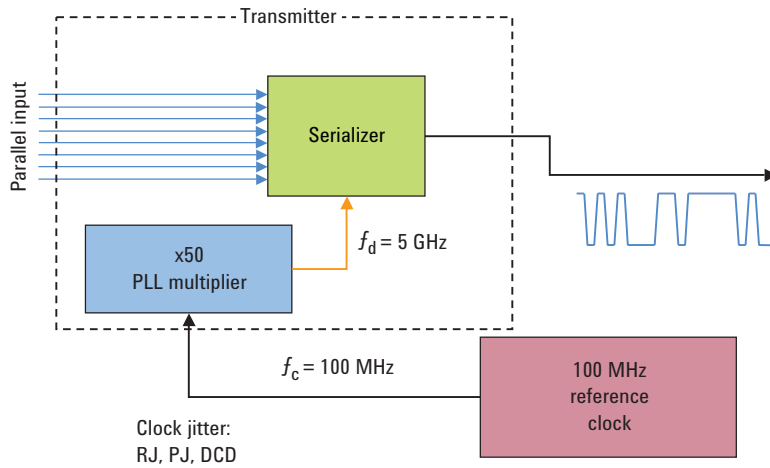 Transmitter
Parallel input
Serializer
x50
PLL multiplier
fd = 5 GHz
fc = 100 MHz
100 MHz
reference
clock
Clock jitter:
RJ, PJ, DCD